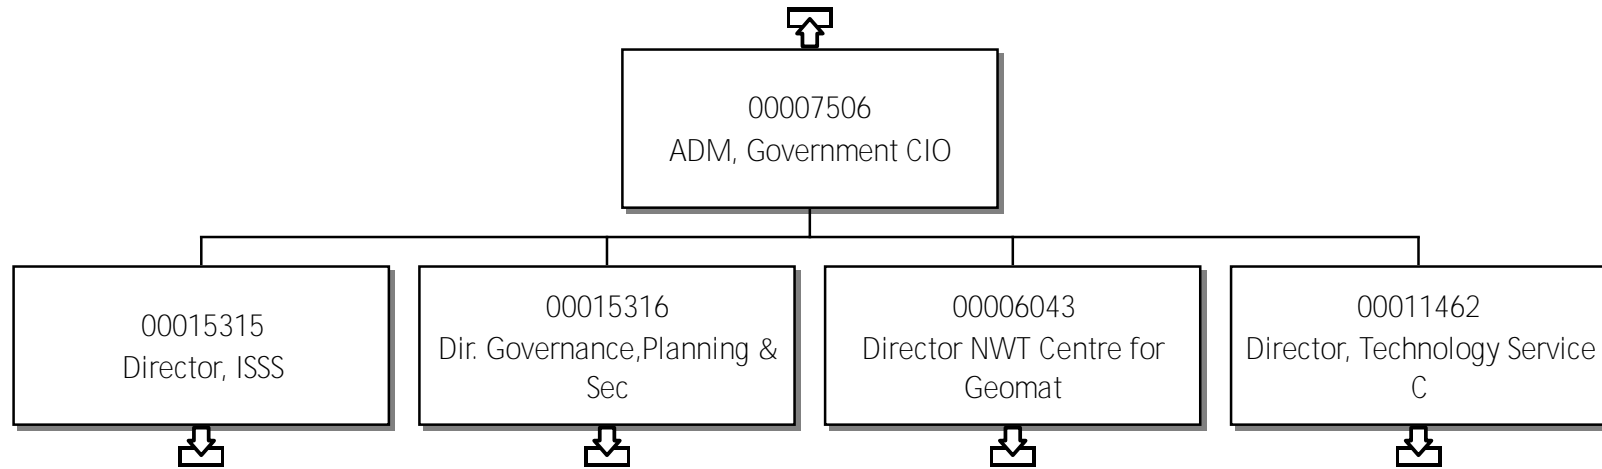 00007506
ADM, Government CIO
00015315
Director, ISSS
00015316
Dir. Governance,Planning &
Sec
00006043
Director NWT Centre for
Geomat
00011462
Director, Technology Service
C